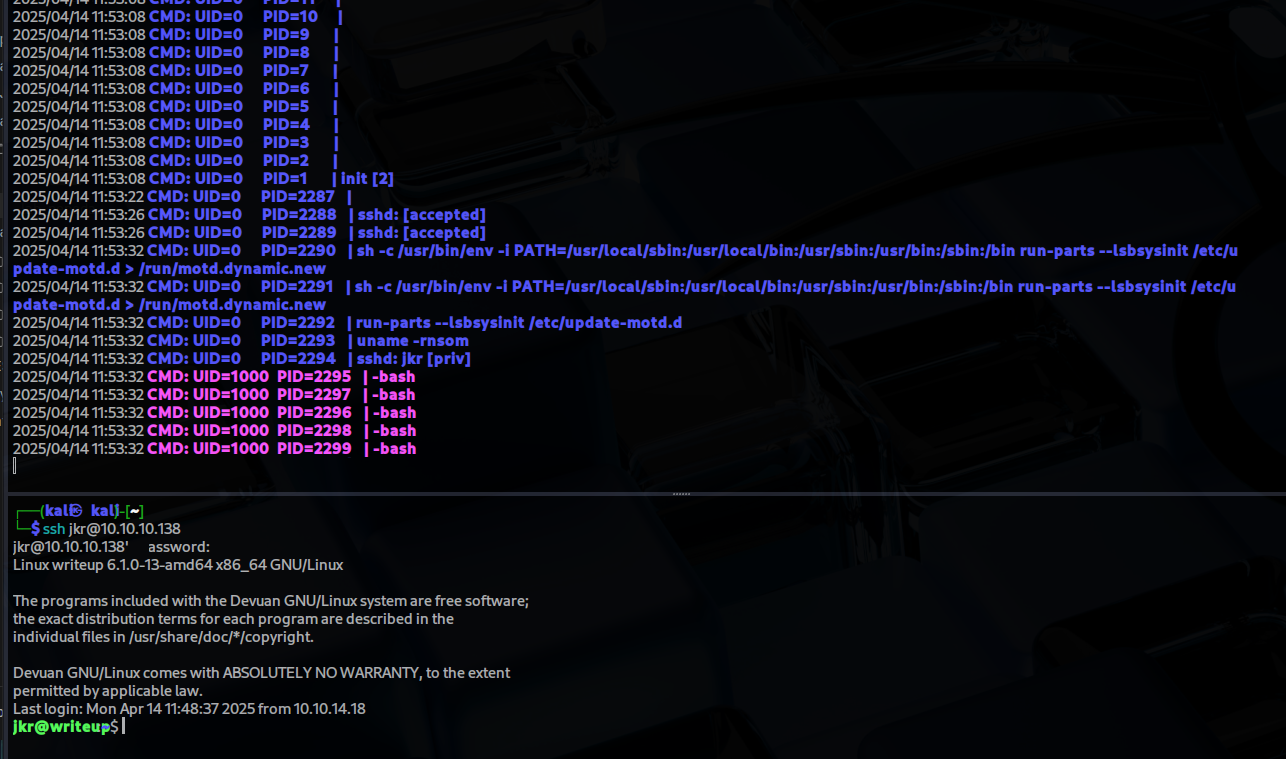 2025/04/14 11:53:08 CMD: UID=0 PID=11 |
2025/04/14 11:53:08 CMD: UID=0 PID=10 |
2025/04/14 11:53:08 CMD: UID=0 PID=9 |
2025/04/14 11:53:08 CMD: UID=0 PID=8 |
2025/04/14 11:53:08 CMD: UID=0 PID=7 |
2025/04/14 11:53:08 CMD: UID=0 PID=6 |
2025/04/14 11:53:08 CMD: UID=0 PID=5 |
2025/04/14 11:53:08 CMD: UID=0 PID=4 |
2025/04/14 11:53:08 CMD: UID=0 PID=3 |
2025/04/14 11:53:08 CMD: UID=0 PID=2 |
2025/04/14 11:53:08 CMD: UID=0 PID=1 | init [2]
2025/04/14 11:53:22 CMD: UID=0 PID=2287 |
2025/04/14 11:53:26 CMD: UID=0 PID=2288 | sshd: [accepted]
2025/04/14 11:53:26 CMD: UID=0 PID=2289 | sshd: [accepted]
2025/04/14 11:53:32 CMD: UID=0 PID=2290 | sh -c /usr/bin/env -i PATH=/usr/local/sbin:/usr/local/bin:/usr/sbin:/usr/bin:/sbin:/bin run-parts --lsbsysinit /etc/u
pdate-motd.d > /run/motd.dynamic.new
2025/04/14 11:53:32 CMD: UID=0 PID=2291 | sh -c /usr/bin/env -i PATH=/usr/local/sbin:/usr/local/bin:/usr/sbin:/usr/bin:/sbin:/bin run-parts --lsbsysinit /etc/u
pdate-motd.d > /run/motd.dynamic.new
2025/04/14 11:53:32 CMD: UID=0 PID=2292 | run-parts --lsbsysinit /etc/update-motd.d
2025/04/14 11:53:32 CMD: UID=0 PID=2293 | uname -rnsom
2025/04/14 11:53:32 CMD: UID=0 PID=2294 | sshd: jkr [priv]
2025/04/14 11:53:32 CMD: UID=1000 PID=2295 | -bash
2025/04/14 11:53:32 CMD: UID=1000 PID=2297 | -bash
2025/04/14 11:53:32 CMD: UID=1000 PID=2296 | -bash
2025/04/14 11:53:32 CMD: UID=1000 PID=2298 | -bash
2025/04/14 11:53:32 CMD: UID=1000 PID=2299 | -bash
┌──(kali㉿kali)-[~]
└─$ ssh jkr@10.10.10.138
jkr@10.10.10.138' assword:
Linux writeup 6.1.0-13-amd64 x86_64 GNU/Linux
The programs included with the Devuan GNU/Linux system are free software;
the exact distribution terms for each program are described in the
individual files in /usr/share/doc/*/copyright.
Devuan GNU/Linux comes with ABSOLUTELY NO WARRANTY, to the extent
permitted by applicable law.
Last login: Mon Apr 14 11:48:37 2025 from 10.10.14.18
jkr@writeup~$